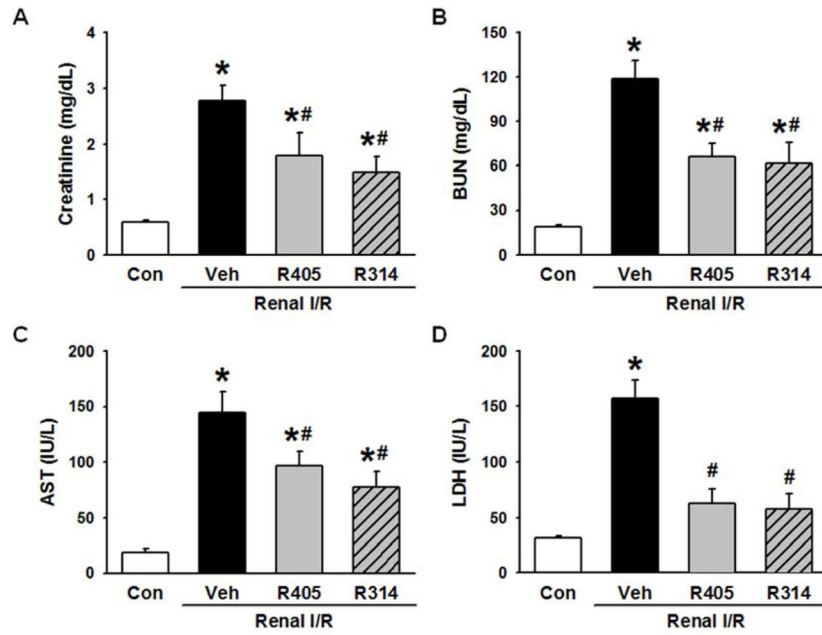 A
Creatinine (mg/dL)
4
3
2
1
0
*
*#
*#
Con Veh R405 R314
Renal I/R
B
BUN (mg/dL)
150
120
90
60
30
0
*
*#
*#
Con Veh R405 R314
Renal I/R
C
AST (IU/L)
200
150
100
50
0
*
*#
*#
Con Veh R405 R314
Renal I/R
D
LDH (IU/L)
200
150
100
50
0
*
#
#
Con Veh R405 R314
Renal I/R